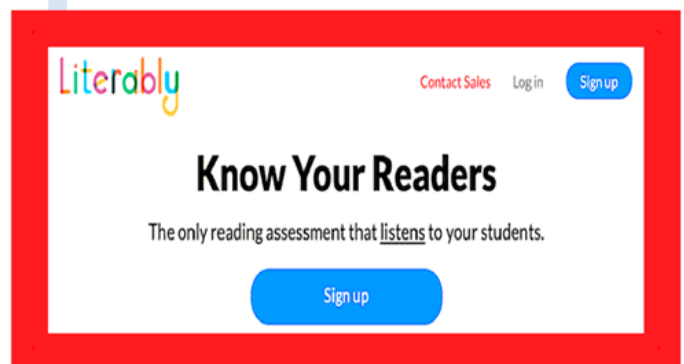 Literably
Contact Sales Log in Sign up
Know Your Readers
The only reading assessment that listens to your students.
Sign up